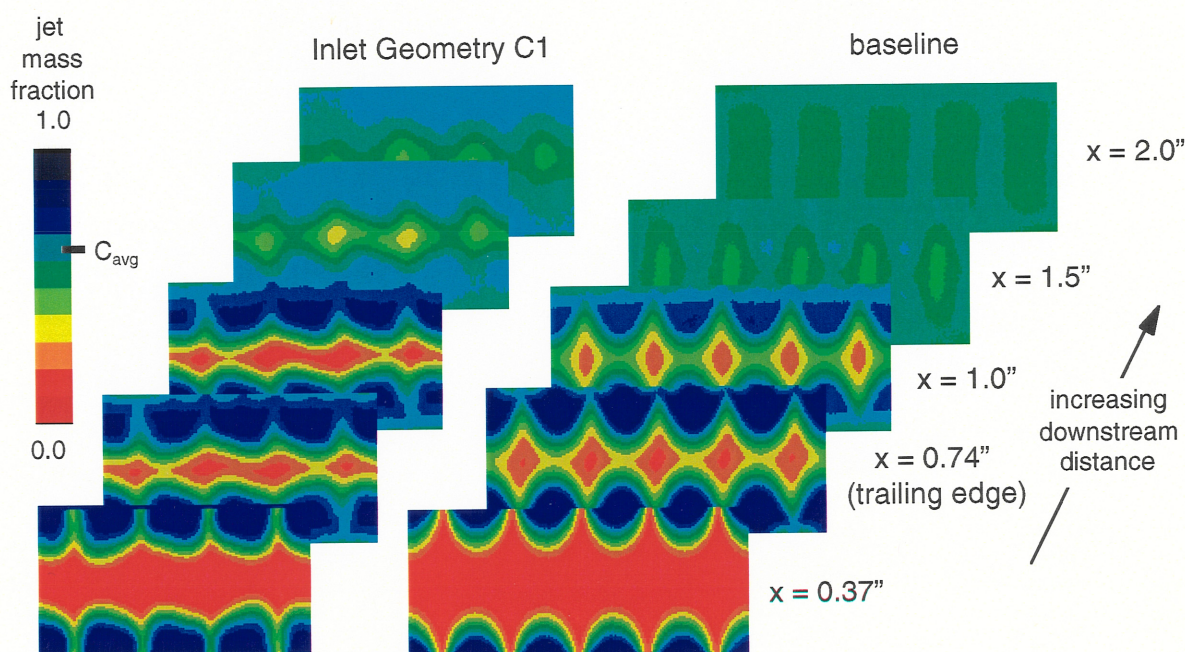 jet
mass
fraction
1.0
C_avg
0.0
Inlet Geometry C1
baseline
x = 2.0”
x = 1.5”
x = 1.0”
x = 0.74”
(trailing edge)
x = 0.37”
increasing
downstream
distance